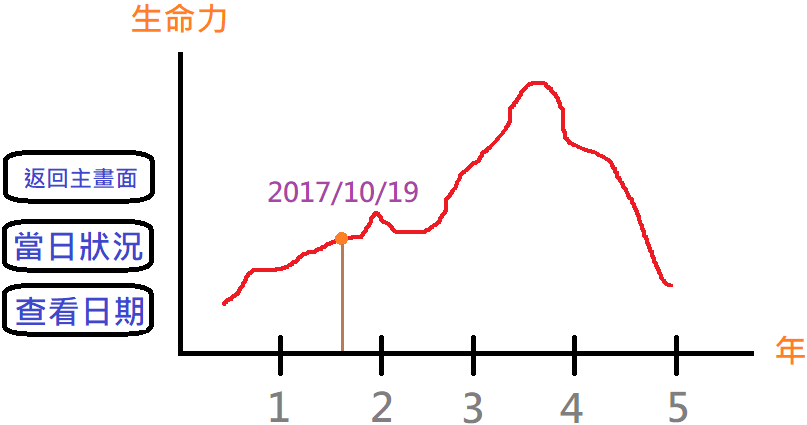 生命力
返回主畫面
2017/10/19
當日狀況
查看日期
年
1 2 3 4 5